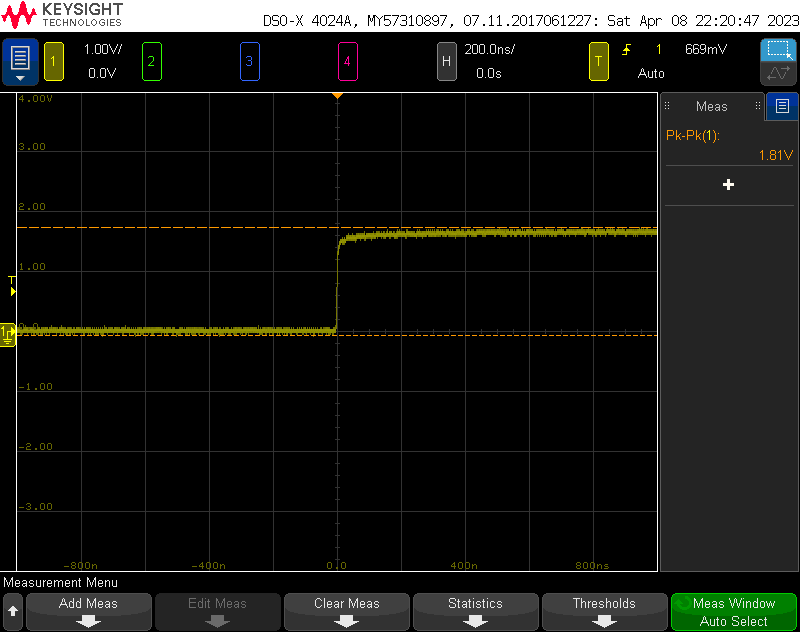 KEYSIGHT
TECHNOLOGIES
DSO-X 4024A, MY57310897, 07.11.2017061227: Sat Apr 08 22:20:47 2023
1 1.00V/ 2 3 4 H 200.0ns/ T 1 669mV
0.0V 0.0s Auto
4.00V
3.00
2.00
1.00
T
1
0.0
-1.00
-2.00
-3.00
-800n -400n 0.0 400n 800ns
Meas
Pk-Pk(1):
1.81V
+
Measurement Menu
Add Meas
Edit Meas
Clear Meas
Statistics
Thresholds
Meas Window
Auto Select